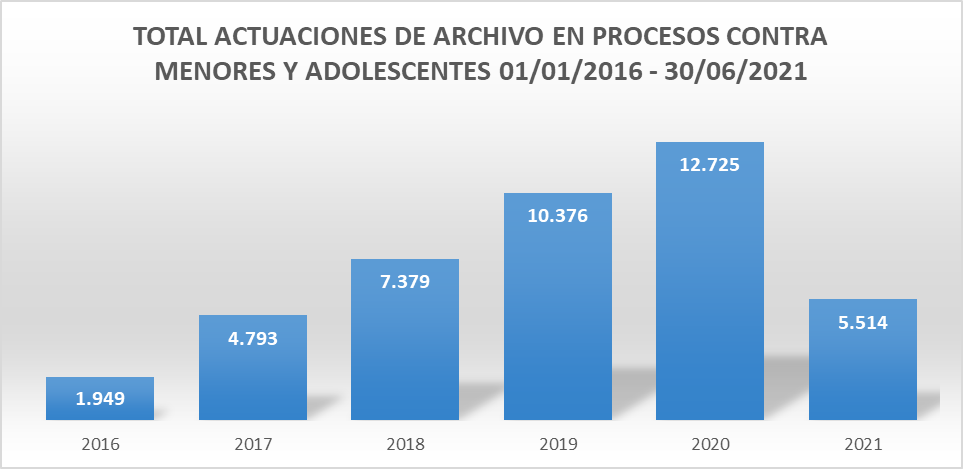 TOTAL ACTUACIONES DE ARCHIVO EN PROCESOS CONTRA
MENORES Y ADOLESCENTES 01/01/2016 - 30/06/2021
12.725
10.376
7.379
5.514
4.793
1.949
2016 2017 2018 2019 2020 2021